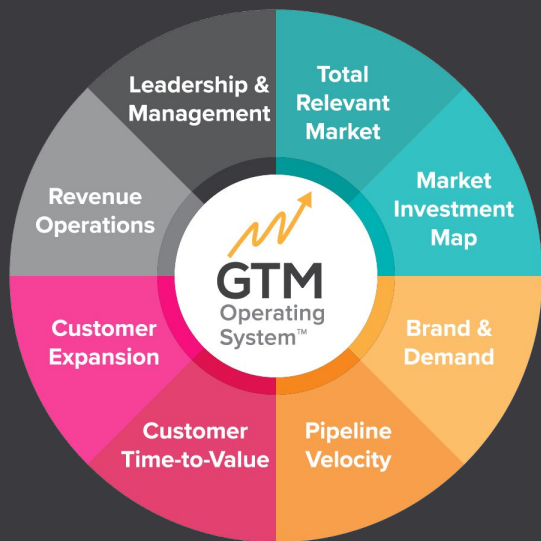 Leadership &
Management
Total
Relevant
Market
Market
Investment
Map
Brand &
Demand
Pipeline
Velocity
Customer
Time-to-Value
Customer
Expansion
Revenue
Operations
GTM
Operating
System™